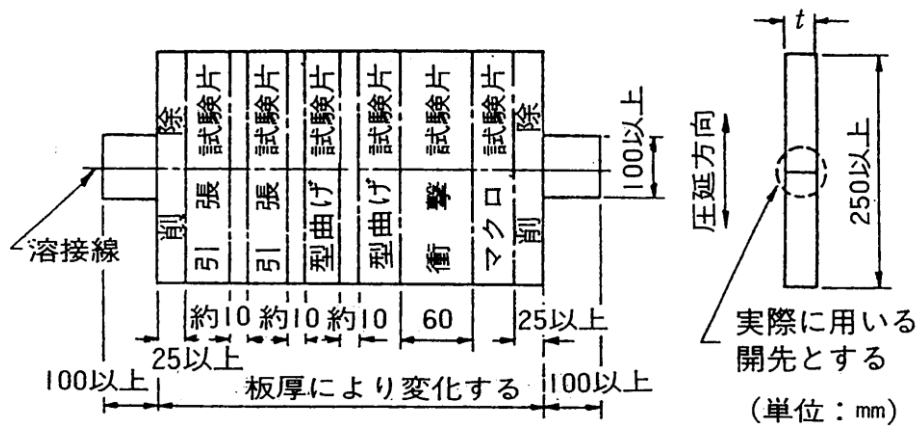 t
削除
引張試験片
引張試験片
型曲げ試験片
型曲げ試験片
衝撃試験片
マクロ試験片
削除
100以上
圧延方向
250以上
溶接線
約10
約10
約10
60
25以上
25以上
100以上
板厚により変化する
100以上
実際に用いる
開先とする
(単位：mm)